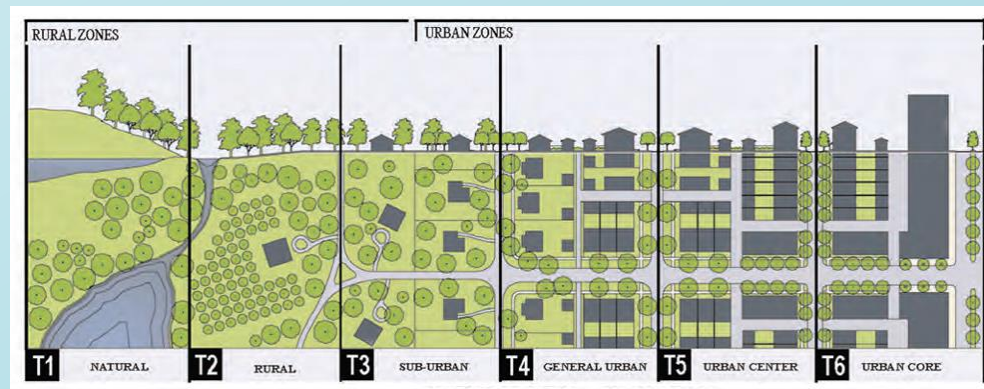 RURAL ZONES
URBAN ZONES
T1 NATURAL
T2 RURAL
T3 SUB-URBAN
T4 GENERAL URBAN
T5 URBAN CENTER
T6 URBAN CORE